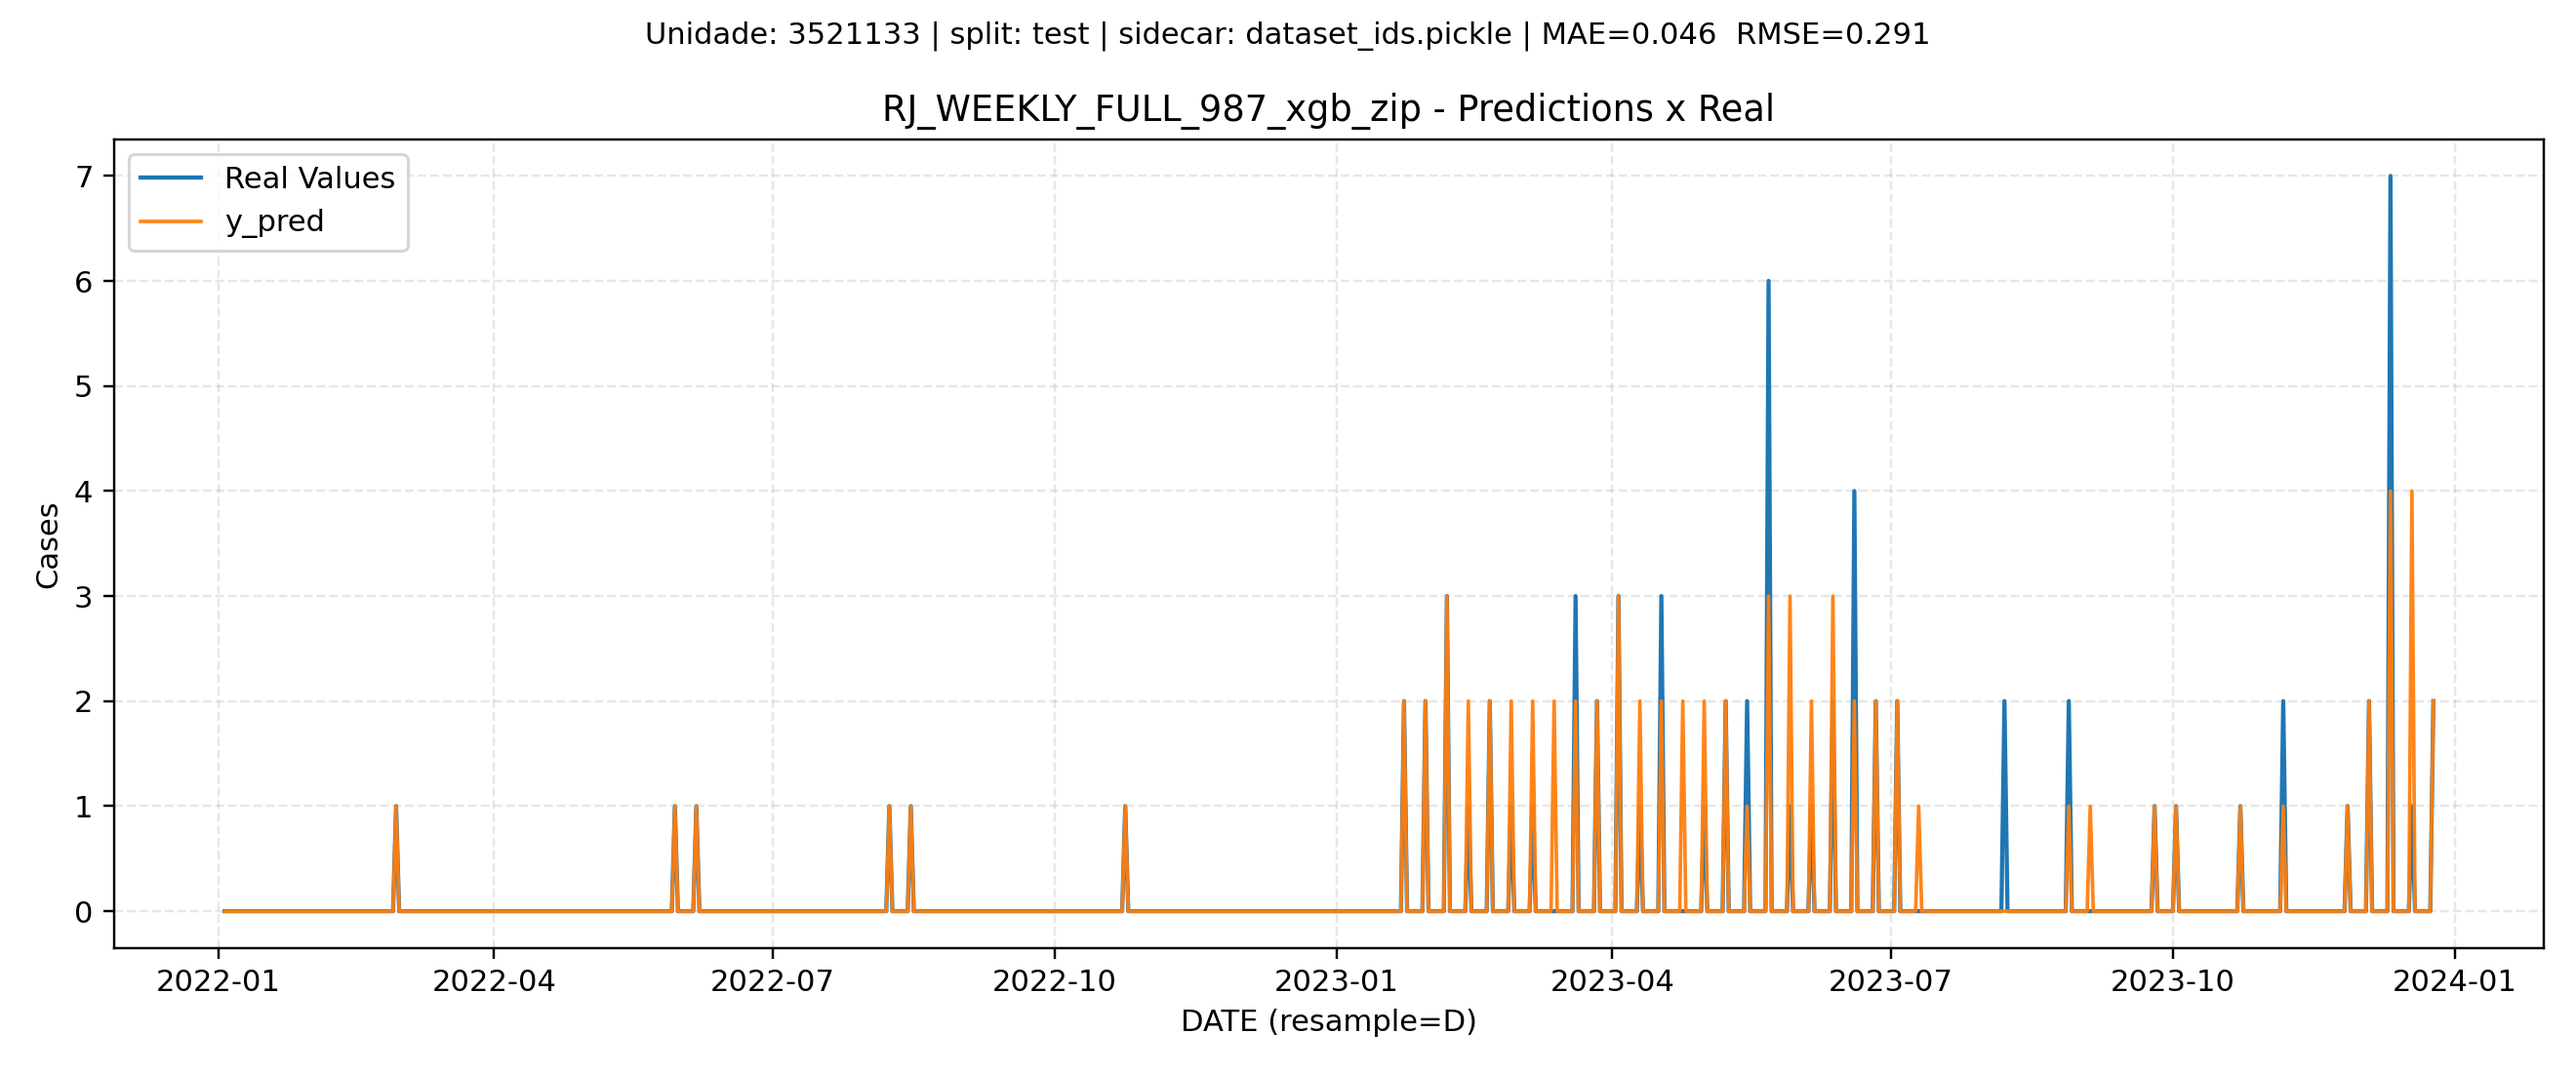 Unidade: 3521133 | split: test | sidecar: dataset_ids.pickle | MAE=0.046  RMSE=0.291
RJ_WEEKLY_FULL_987_xgb_zip - Predictions x Real
Real Values
y_pred
7
6
5
4
3
2
1
0
Cases
2022-01
2022-04
2022-07
2022-10
2023-01
2023-04
2023-07
2023-10
2024-01
DATE (resample=D)